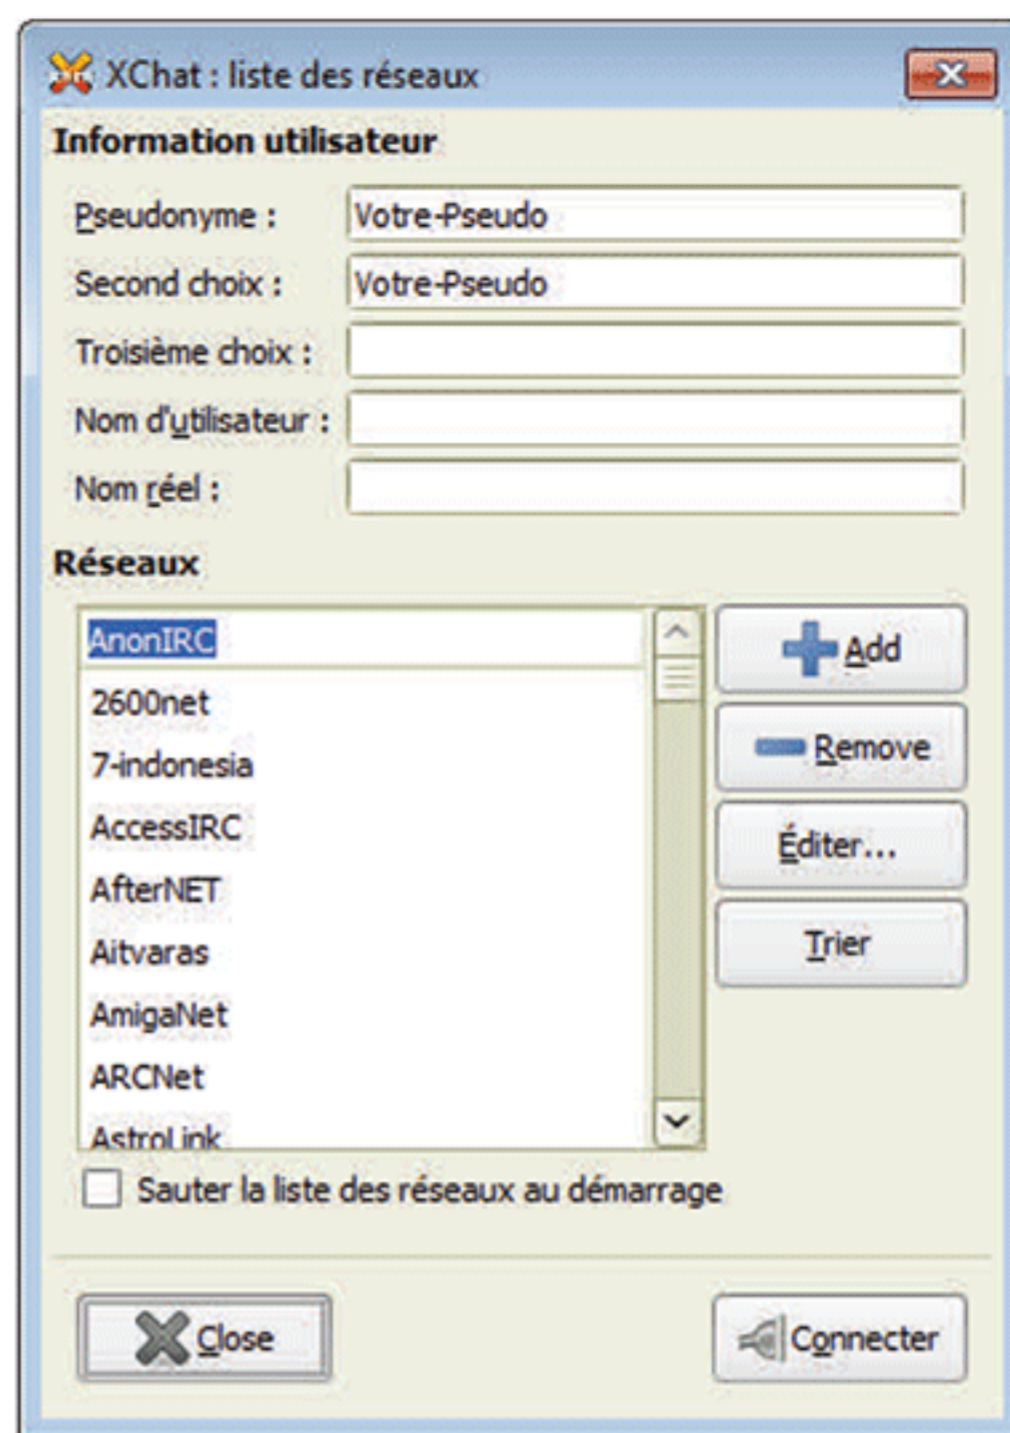 XChat : liste des réseaux
Information utilisateur
Pseudonyme : Votre-Pseudo
Second choix : Votre-Pseudo
Troisième choix :
Nom d'utilisateur :
Nom réel :
Réseaux
AnonIRC
Add
2600net
Remove
7-indonesia
AccessIRC
Éditer...
AfterNET
Trier
Aitvaras
AmigaNet
ARCNet
AstroLink
Sauter la liste des réseaux au démarrage
Close
Connecter